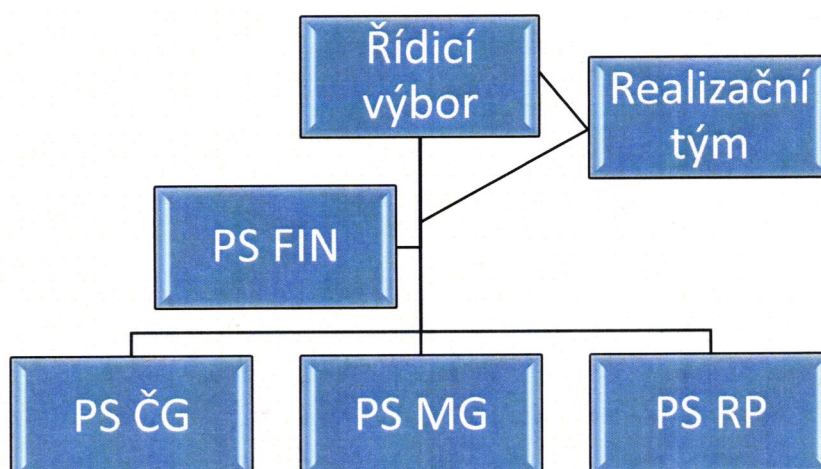 Řídicí
výbor
Realizační
tým
PS FIN
PS ČG
PS MG
PS RP